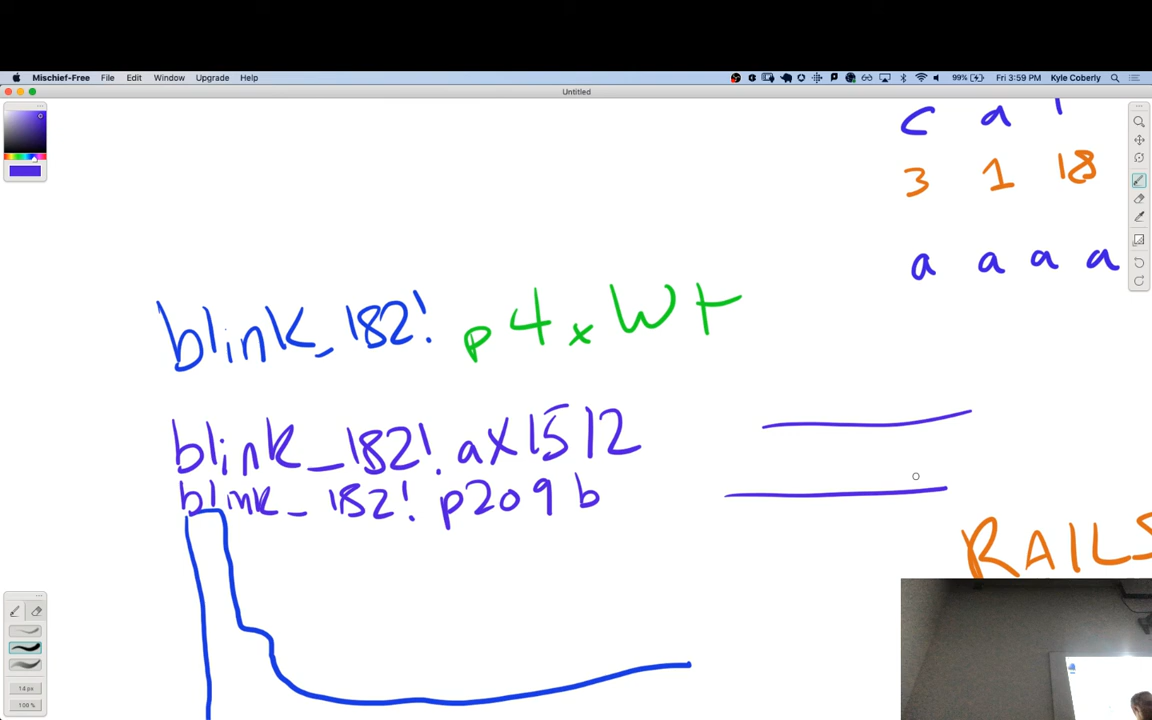 Mischief-Free File Edit Window Upgrade Help 99% Fri 3:59 PM Kyle Coberly
Untitled
c a
3 1 18
a a a a
blink_182! p4xWt
blink_182! aX1512
blink_182! p209b
RAILS
14 px
100 %